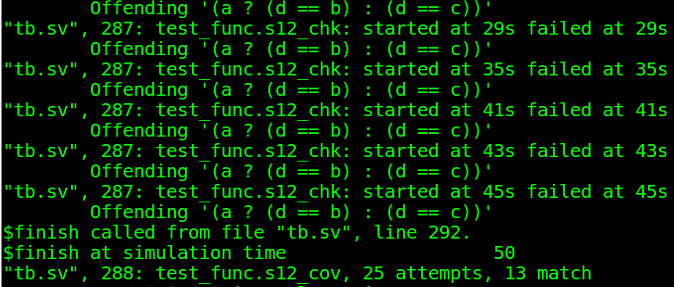 Offending '(a ? (d == b) : (d == c))'
"tb.sv", 287: test_func.s12_chk: started at 29s failed at 29s
Offending '(a ? (d == b) : (d == c))'
"tb.sv", 287: test_func.s12_chk: started at 35s failed at 35s
Offending '(a ? (d == b) : (d == c))'
"tb.sv", 287: test_func.s12_chk: started at 41s failed at 41s
Offending '(a ? (d == b) : (d == c))'
"tb.sv", 287: test_func.s12_chk: started at 43s failed at 43s
Offending '(a ? (d == b) : (d == c))'
"tb.sv", 287: test_func.s12_chk: started at 45s failed at 45s
Offending '(a ? (d == b) : (d == c))'
$finish called from file "tb.sv", line 292.
$finish at simulation time 50
"tb.sv", 288: test_func.s12_cov, 25 attempts, 13 match